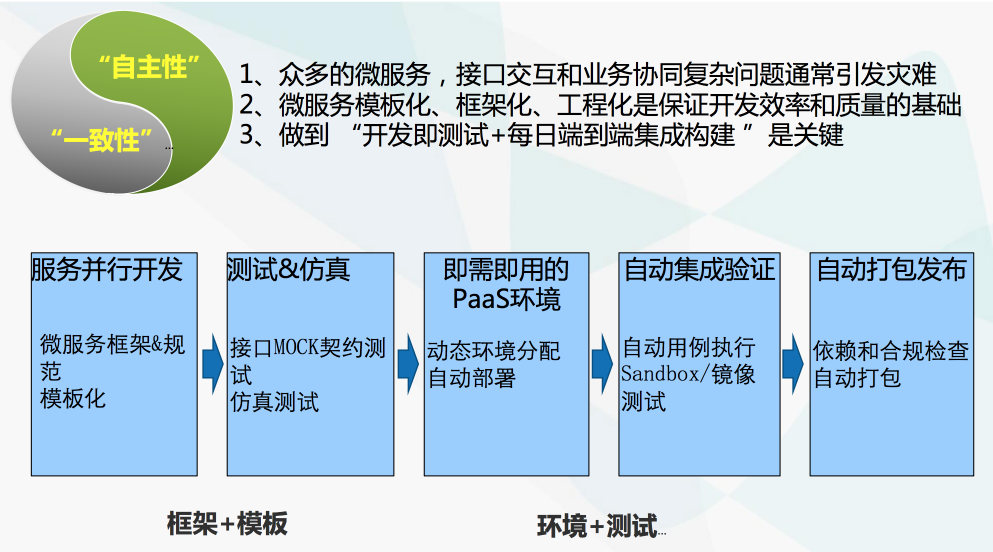 “自主性”
“一致性” ...
1、众多的微服务，接口交互和业务协同复杂问题通常引发灾难
2、微服务模板化、框架化、工程化是保证开发效率和质量的基础
3、做到 “开发即测试+每日端到端集成构建 ”是关键
服务并行开发
微服务框架&规
范
模板化
测试&仿真
接口MOCK契约测
试
仿真测试
即需即用的
PaaS环境
动态环境分配
自动部署
自动集成验证
自动用例执行
Sandbox/镜像
测试
自动打包发布
依赖和合规检查
自动打包
框架+模板
环境+测试...